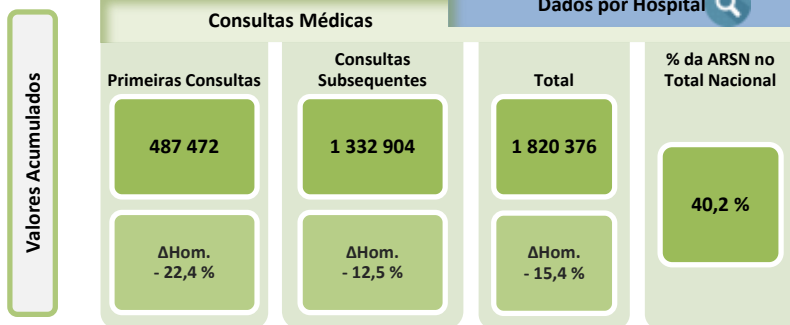 Dados por Hospital
Consultas Médicas
Valores Acumulados
Primeiras Consultas
487 472
ΔHom.
- 22,4 %
Consultas
Subsequentes
1 332 904
ΔHom.
- 12,5 %
Total
1 820 376
ΔHom.
- 15,4 %
% da ARSN no
Total Nacional
40,2 %